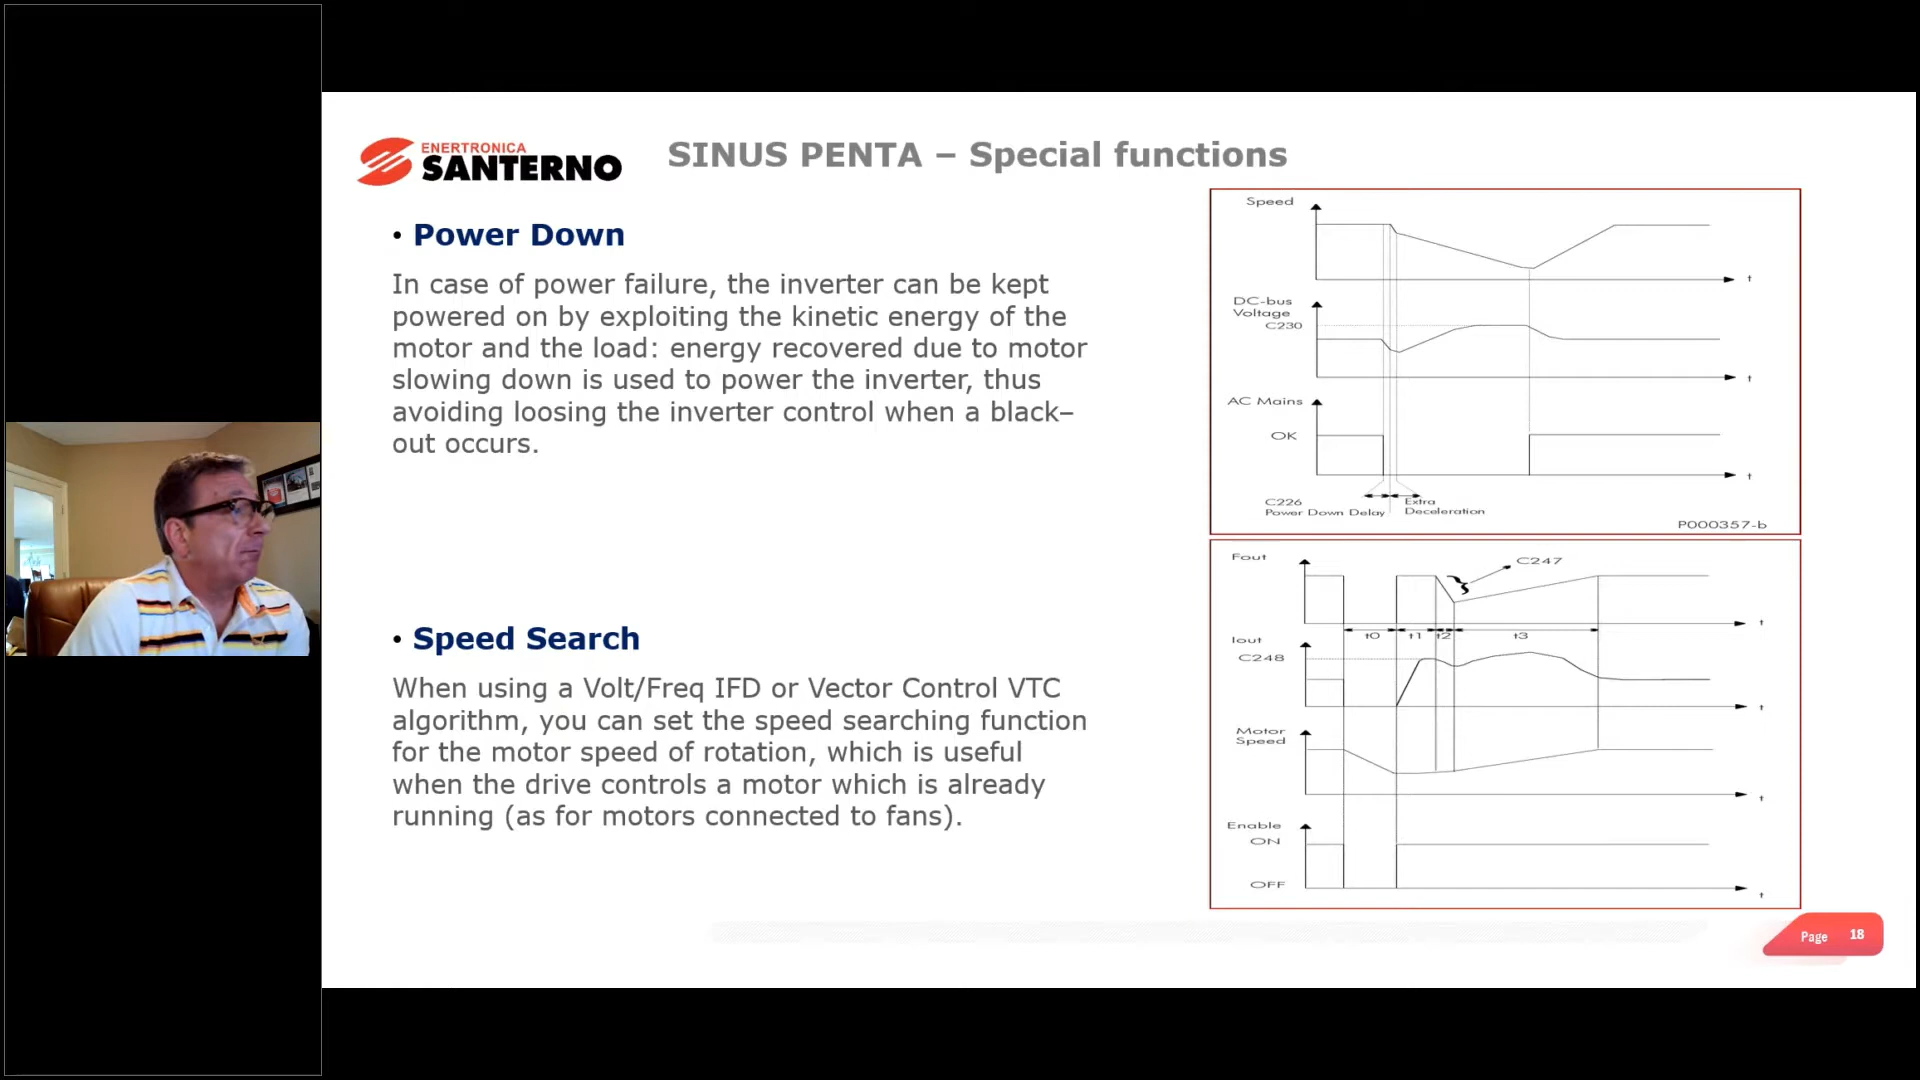 ENERTRONICA
SANTERNO
SINUS PENTA – Special functions
• Power Down
In case of power failure, the inverter can be kept
powered on by exploiting the kinetic energy of the
motor and the load: energy recovered due to motor
slowing down is used to power the inverter, thus
avoiding loosing the inverter control when a black–
out occurs.
• Speed Search
When using a Volt/Freq IFD or Vector Control VTC
algorithm, you can set the speed searching function
for the motor speed of rotation, which is useful
when the drive controls a motor which is already
running (as for motors connected to fans).
Speed
t
DC-bus
Voltage
C230
t
AC Mains
OK
t
C226
Power Down Delay
Extra
Deceleration
P000357-b
Fout
C247
t
t0 t1 t2 t3
Iout
C248
t
Motor
Speed
t
Enable
ON
OFF
t
Page 18